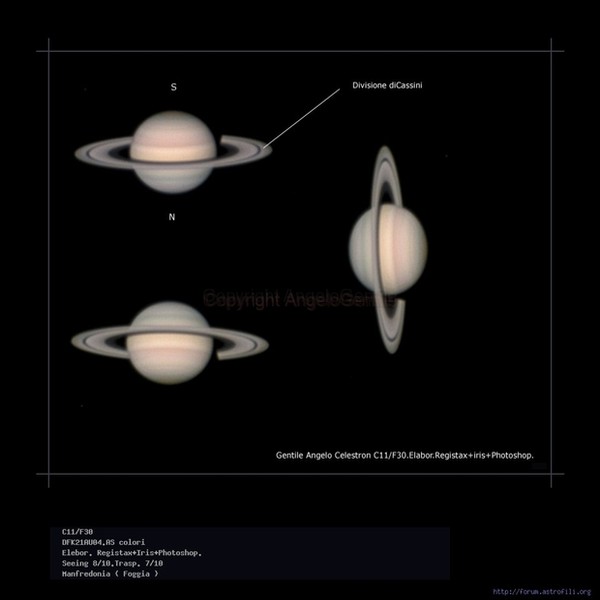 S
Divisione diCassini
N
Copyright AngeloGentile
Gentile Angelo Celestron C11/F30.Elabor.Registax+iris+Photoshop.
C11/F30
DFK21AU04.AS colori
Elebor. Registax+Iris+Photoshop.
Seeing 8/10.Trasp. 7/10
Manfredonia ( Foggia )
http://forum.astrofili.org